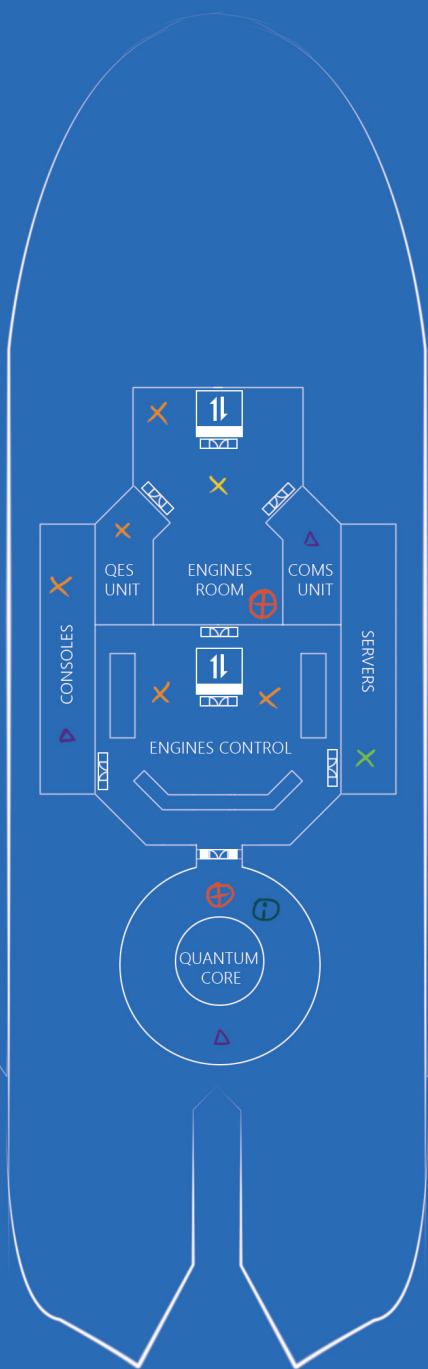 QES
UNIT
ENGINES
ROOM
COMS
UNIT
CONSOLES
SERVERS
ENGINES CONTROL
QUANTUM
CORE